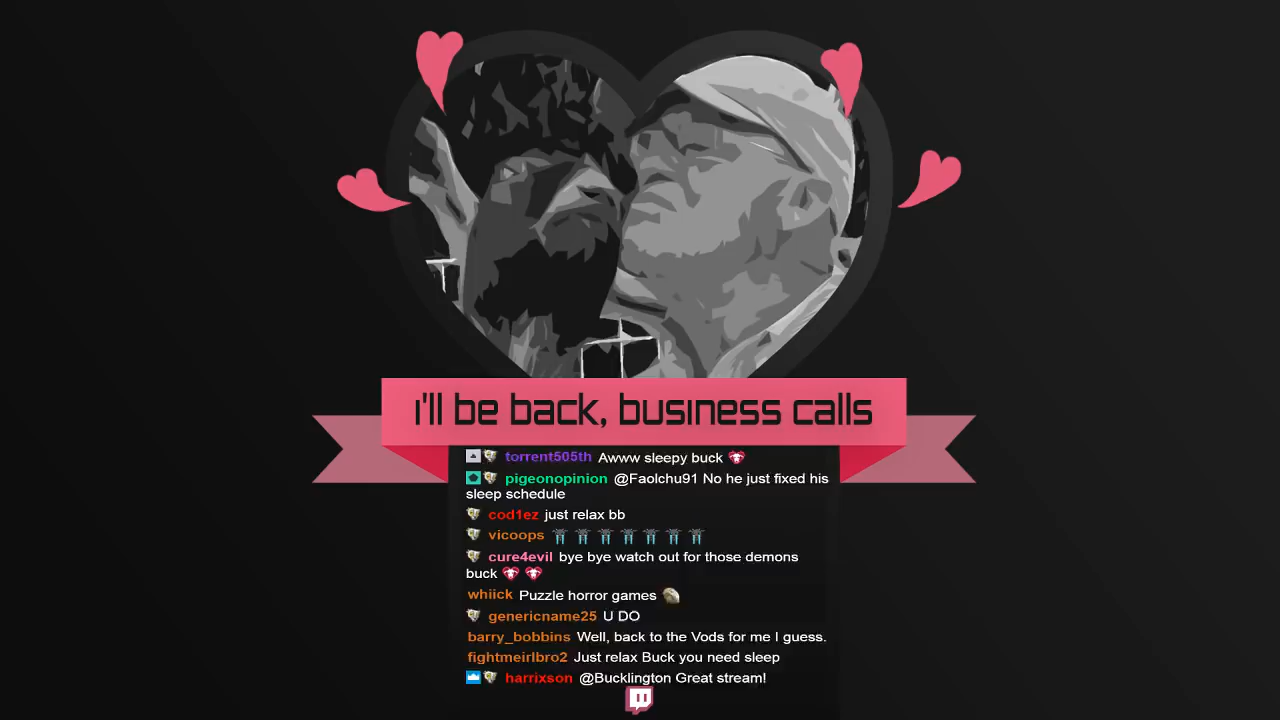 i'll be back, business calls
torrent505th Awww sleepy buck
pigeonopinion @Faolchu91 No he just fixed his
sleep schedule
cod1ez just relax bb
vicoops
cure4evil bye bye watch out for those demons
buck
whiick Puzzle horror games
genericname25 U DO
barry_bobbins Well, back to the Vods for me I guess.
fightmeirlbro2 Just relax Buck you need sleep
harrixson @Bucklington Great stream!